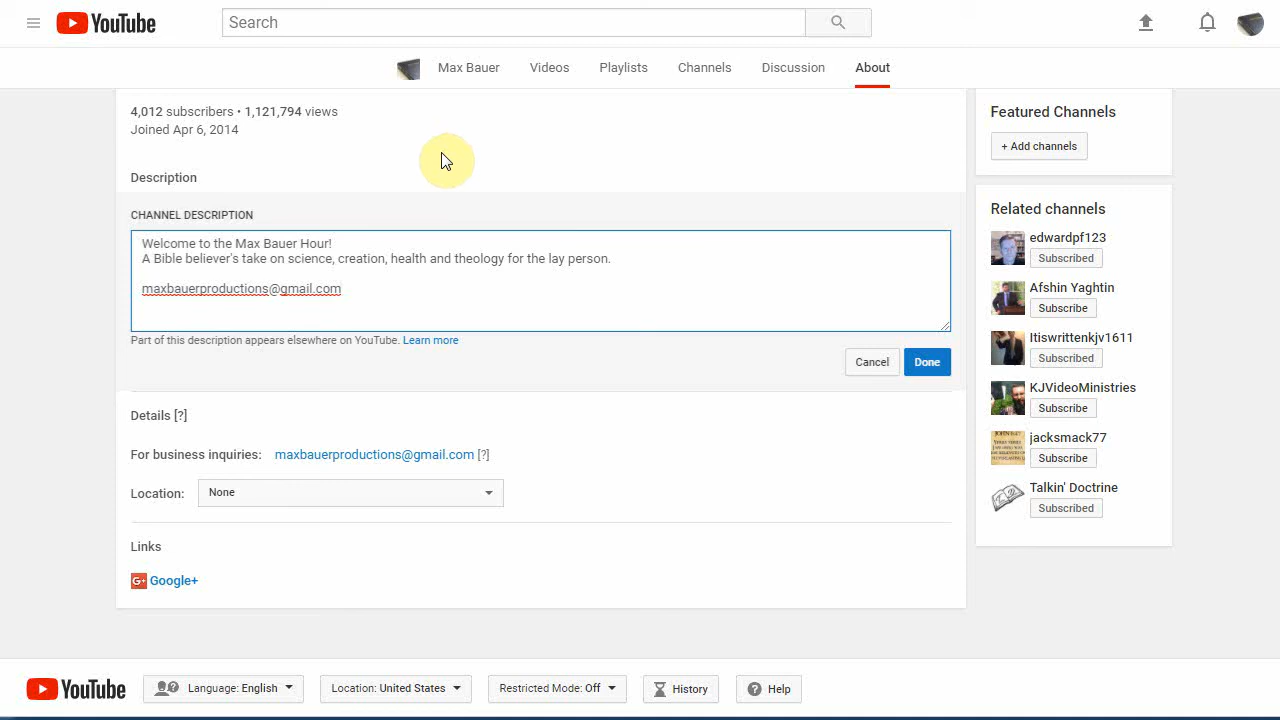 YouTube
Search
Max Bauer
Videos
Playlists
Channels
Discussion
About
4,012 subscribers • 1,121,794 views
Joined Apr 6, 2014
Description
CHANNEL DESCRIPTION
Welcome to the Max Bauer Hour!
A Bible believer's take on science, creation, health and theology for the lay person.
maxbauerproductions@gmail.com
Part of this description appears elsewhere on YouTube. Learn more
Cancel
Done
Details [?]
For business inquiries: maxbauerproductions@gmail.com [?]
Location: None
Links
G+ Google+
Featured Channels
+ Add channels
Related channels
edwardpf123
Subscribed
Afshin Yaghtin
Subscribe
Itiswrittenkjv1611
Subscribed
KJVideoMinistries
Subscribe
jacksmack77
Subscribe
Talkin' Doctrine
Subscribed
YouTube
Language: English
Location: United States
Restricted Mode: Off
History
Help